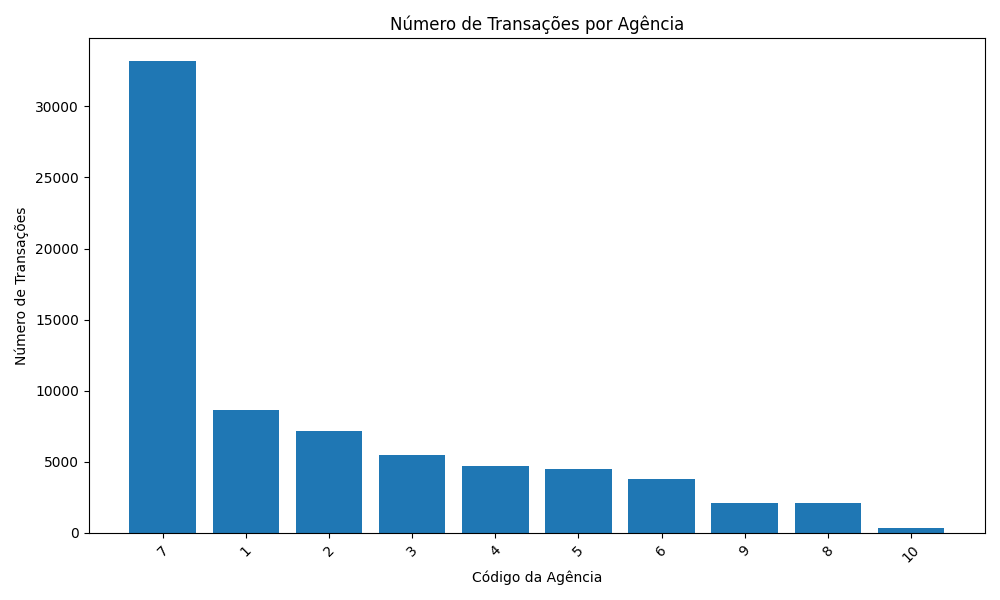 Número de Transações por Agência
Número de Transações
30000
25000
20000
15000
10000
5000
0
7 1 2 3 4 5 6 9 8 10
Código da Agência